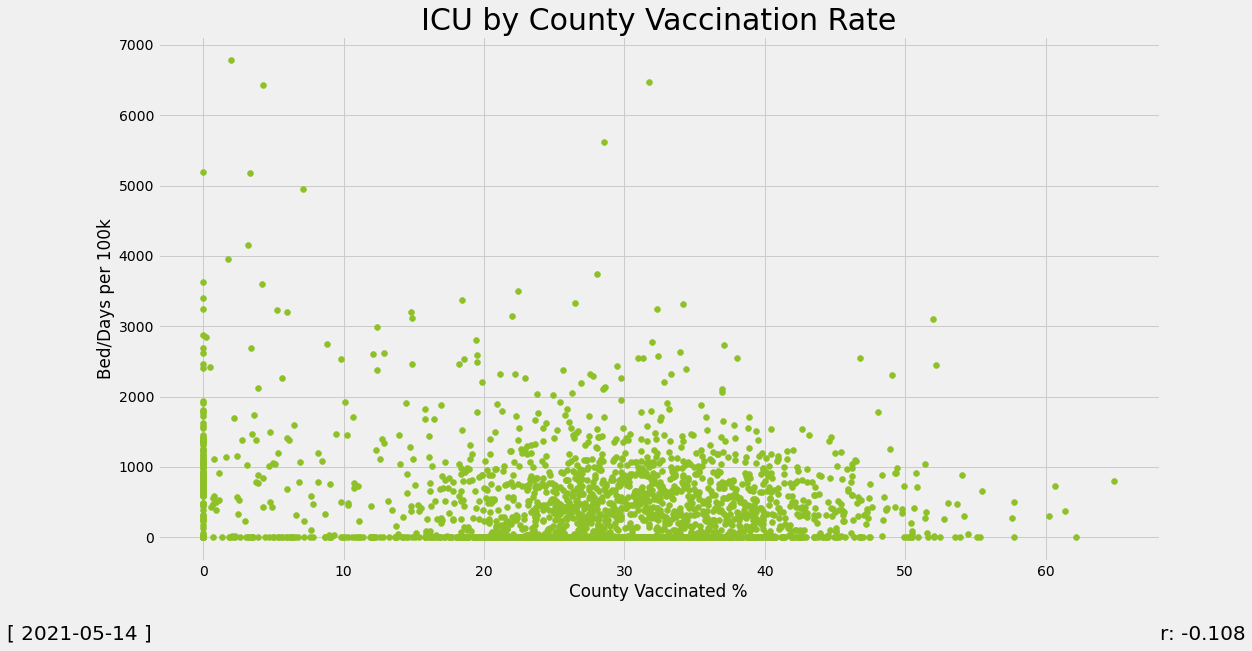 ICU by County Vaccination Rate
7000
6000
5000
4000
3000
2000
1000
0
Bed/Days per 100k
0 10 20 30 40 50 60
County Vaccinated %
[ 2021-05-14 ]
r: -0.108